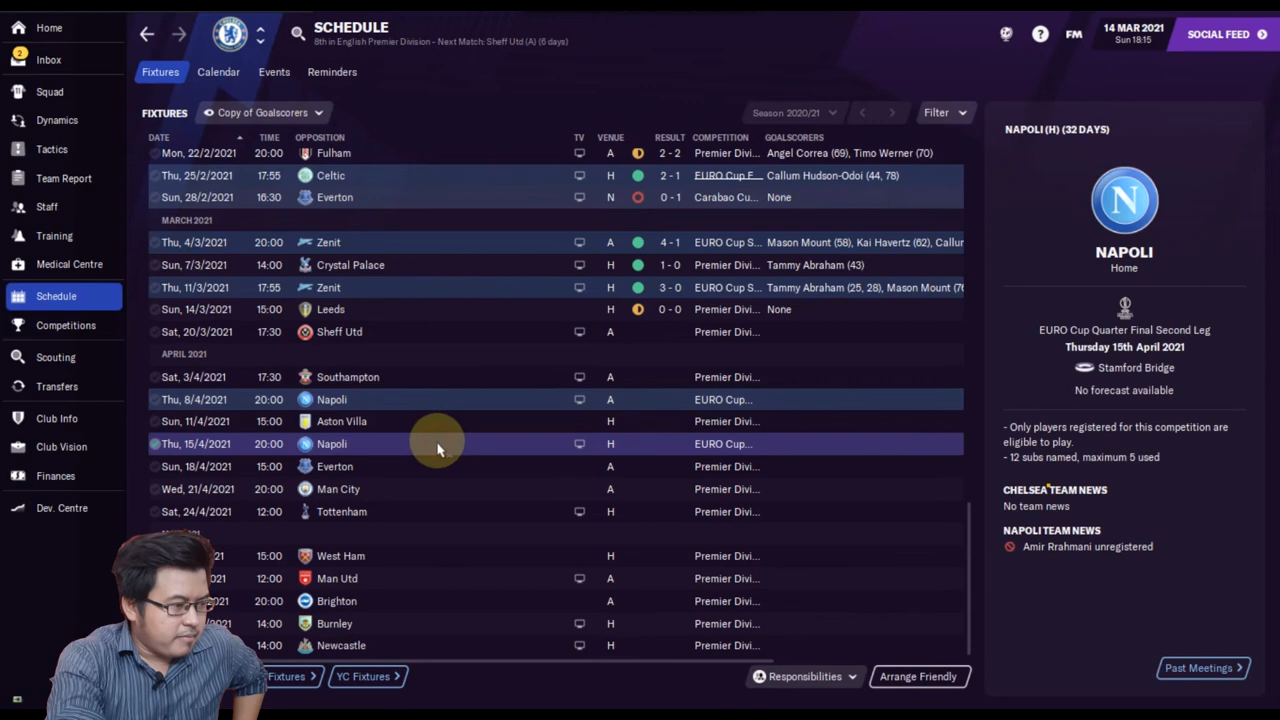 Home
2
Inbox
Squad
Dynamics
Tactics
Team Report
Staff
Training
Medical Centre
Schedule
Competitions
Scouting
Transfers
Club Info
Club Vision
Finances
Dev. Centre
SCHEDULE
8th in English Premier Division - Next Match: Sheff Utd (A) (6 days)
? FM 14 MAR 2021 SOCIAL FEED
Sun 18:15
Fixtures Calendar Events Reminders
FIXTURES Copy of Goalscorers Season 2020/21 Filter
DATE TIME OPPOSITION TV VENUE RESULT COMPETITION GOALSCORERS
Mon, 22/2/2021 20:00 Fulham A 2 - 2 Premier Divi... Angel Correa (69), Timo Werner (70)
Thu, 25/2/2021 17:55 Celtic H 2 - 1 EURO Cup F... Callum Hudson-Odoi (44, 78)
Sun, 28/2/2021 16:30 Everton N 0 - 1 Carabao Cu... None
MARCH 2021
Thu, 4/3/2021 20:00 Zenit A 4 - 1 EURO Cup S... Mason Mount (58), Kai Havertz (62), Callur
Sun, 7/3/2021 14:00 Crystal Palace H 1 - 0 Premier Divi... Tammy Abraham (43)
Thu, 11/3/2021 17:55 Zenit H 3 - 0 EURO Cup S... Tammy Abraham (25, 28), Mason Mount (76
Sun, 14/3/2021 15:00 Leeds H 0 - 0 Premier Divi... None
Sat, 20/3/2021 17:30 Sheff Utd A Premier Divi...
APRIL 2021
Sat, 3/4/2021 17:30 Southampton A Premier Divi...
Thu, 8/4/2021 20:00 Napoli A EURO Cup...
Sun, 11/4/2021 15:00 Aston Villa H Premier Divi...
Thu, 15/4/2021 20:00 Napoli H EURO Cup...
Sun, 18/4/2021 15:00 Everton A Premier Divi...
Wed, 21/4/2021 20:00 Man City A Premier Divi...
Sat, 24/4/2021 12:00 Tottenham H Premier Divi...
021 15:00 West Ham H Premier Divi...
021 12:00 Man Utd A Premier Divi...
021 20:00 Brighton A Premier Divi...
14:00 Burney H Premier Divi...
14:00 Newcastle H Premier Divi...
Fixtures YC Fixtures Responsibilities Arrange Friendly
NAPOLI (H) (32 DAYS)
N
NAPOLI
Home
EURO Cup Quarter Final Second Leg
Thursday 15th April 2021
Stamford Bridge
No forecast available
- Only players registered for this competition are
eligible to play.
- 12 subs named, maximum 5 used
CHELSEA TEAM NEWS
No team news
NAPOLI TEAM NEWS
Amir Rrahmani unregistered
Past Meetings